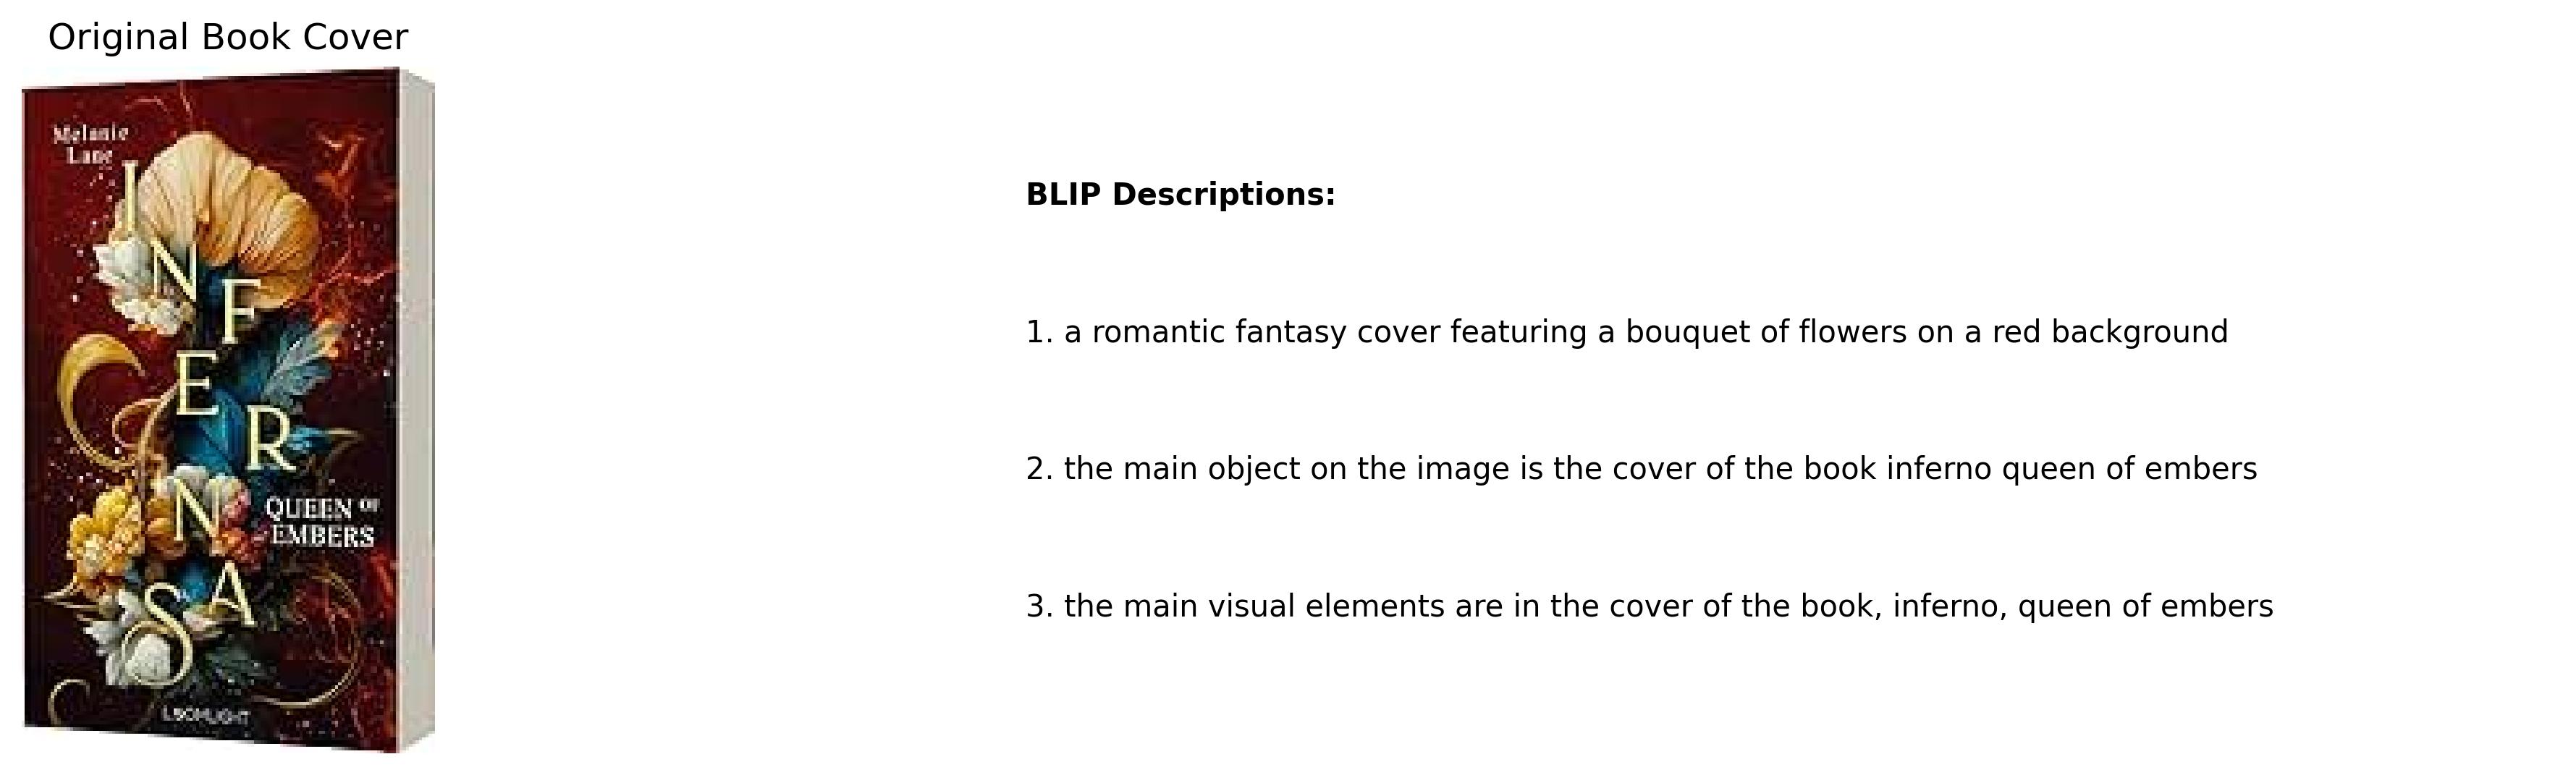 Original Book Cover
Melanie
Lane
I
N
F
E
R
N
A
S
QUEEN OF
EMBERS
BLIP Descriptions:
1. a romantic fantasy cover featuring a bouquet of flowers on a red background
2. the main object on the image is the cover of the book inferno queen of embers
3. the main visual elements are in the cover of the book, inferno, queen of embers